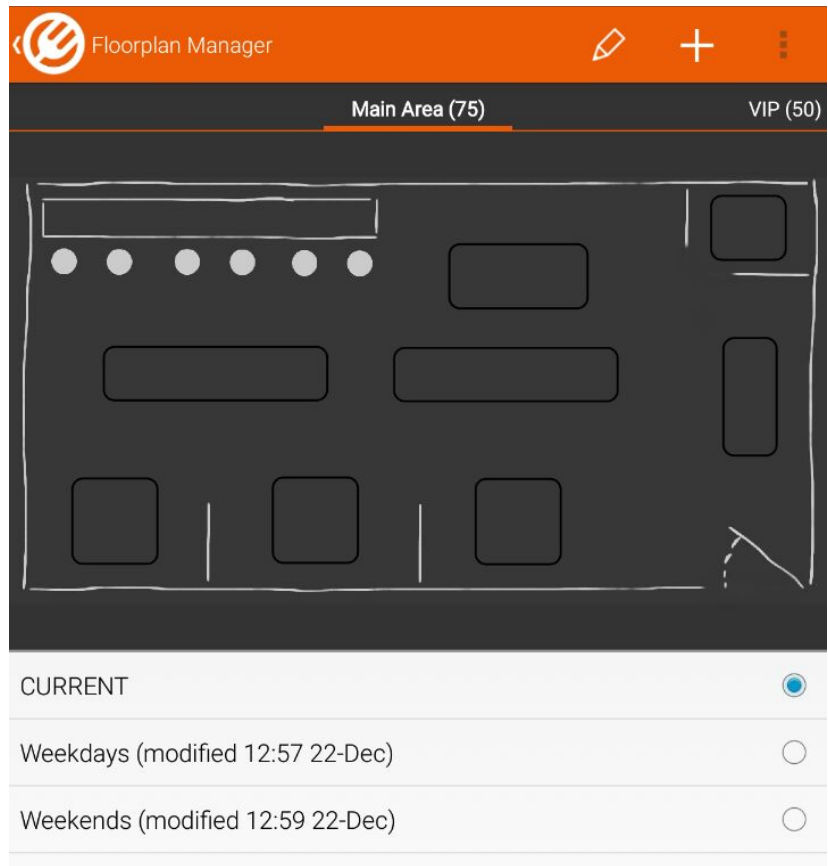 Floorplan Manager
Main Area (75)
VIP (50)
CURRENT
Weekdays (modified 12:57 22-Dec)
Weekends (modified 12:59 22-Dec)